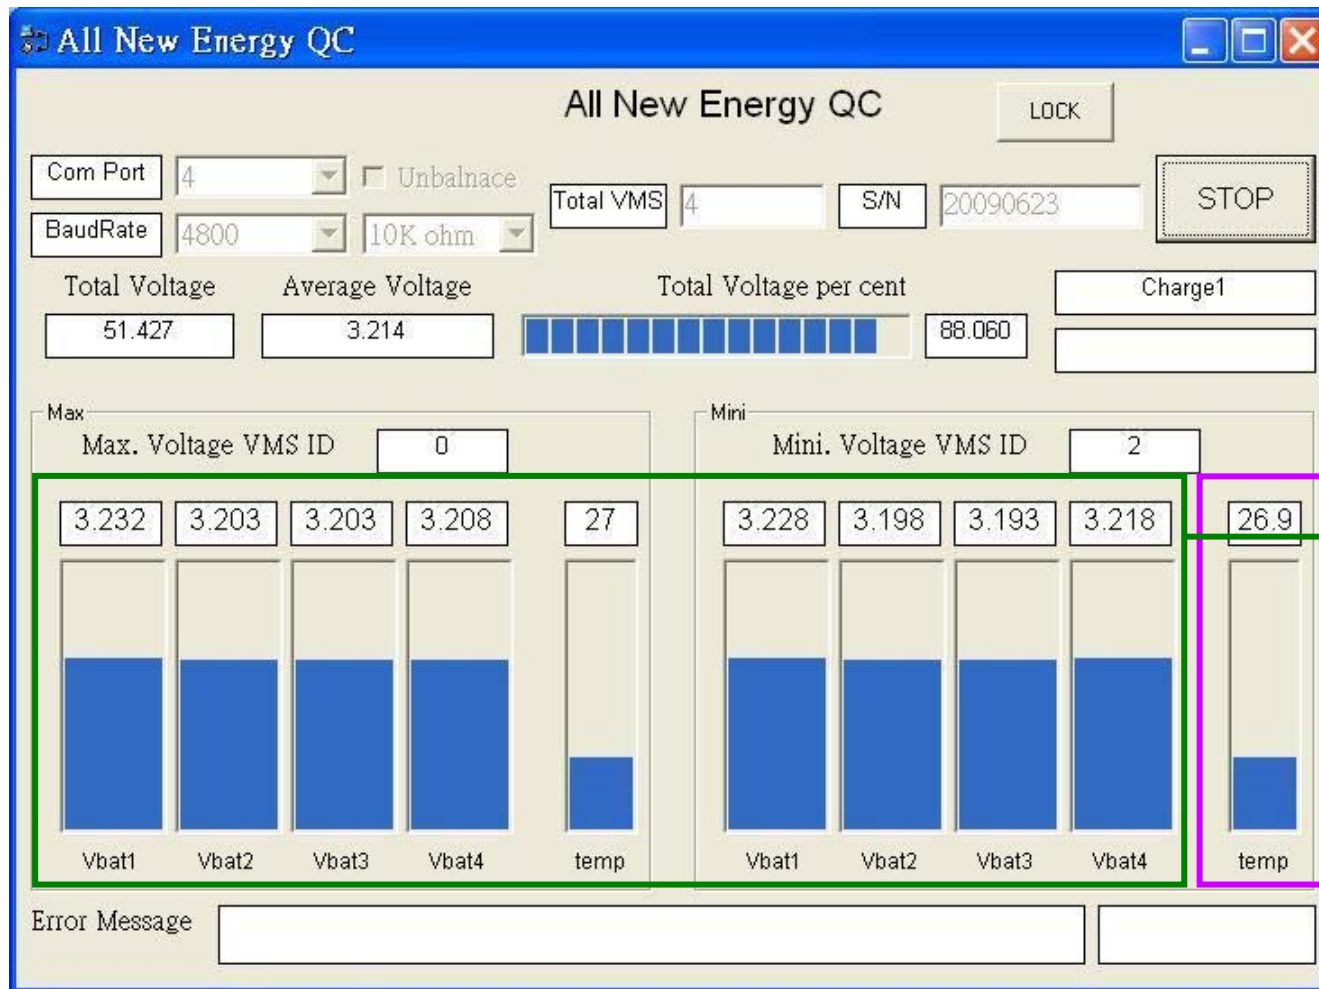 All New Energy QC
All New Energy QC
LOCK
Com Port
4
Unbalnace
Total VMS
4
S/N
20090623
STOP
BaudRate
4800
10K ohm
Total Voltage
Average Voltage
Total Voltage per cent
Charge1
51.427
3.214
88.060
Max
Max. Voltage VMS ID
0
Mini
Mini. Voltage VMS ID
2
3.232
3.203
3.203
3.208
27
3.228
3.198
3.193
3.218
26.9
Vbat1
Vbat2
Vbat3
Vbat4
temp
Vbat1
Vbat2
Vbat3
Vbat4
temp
Error Message